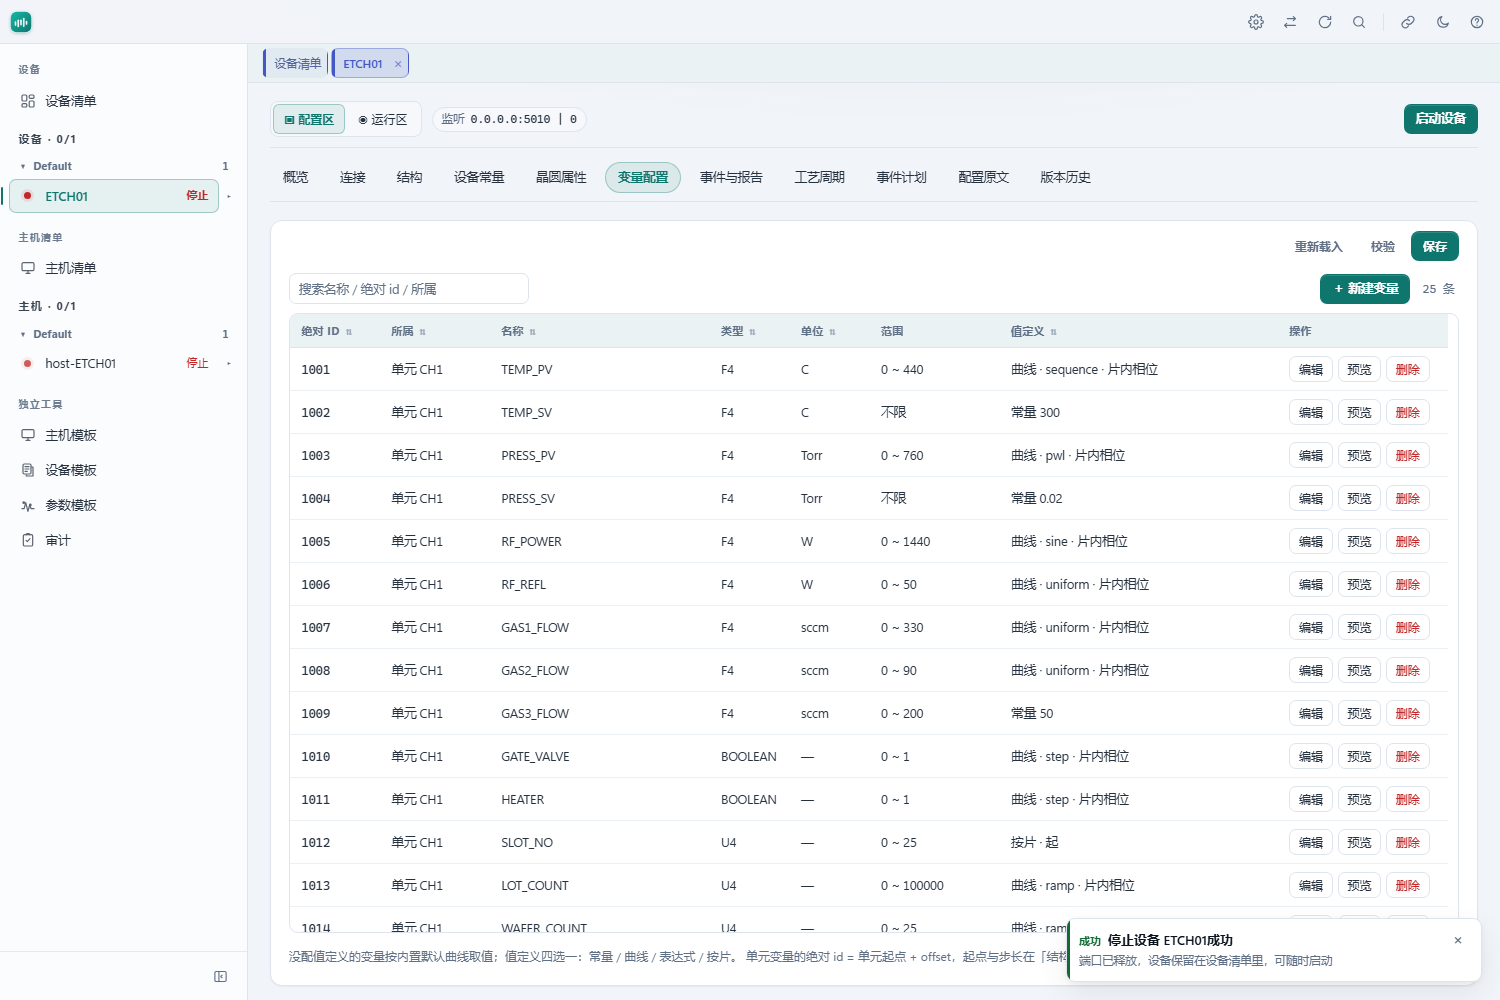 设备
设备清单
设备 · 0/1
Default 1
ETCH01 停止
主机清单
主机清单
主机 · 0/1
Default 1
host-ETCH01 停止
独立工具
主机模板
设备模板
参数模板
审计
设备清单 ETCH01 ×
配置区 运行区 监听 0.0.0.0:5010 | 0 启动设备
概览 连接 结构 设备常量 晶圆属性 变量配置 事件与报告 工艺周期 事件计划 配置原文 版本历史
重新载入 校验 保存
搜索名称 / 绝对 id / 所属 + 新建变量 25 条
绝对 ID 所属 名称 类型 单位 范围 值定义 操作
1001 单元 CH1 TEMP_PV F4 C 0 ~ 440 曲线 · sequence · 片内相位 编辑 预览 删除
1002 单元 CH1 TEMP_SV F4 C 不限 常量 300 编辑 预览 删除
1003 单元 CH1 PRESS_PV F4 Torr 0 ~ 760 曲线 · pwl · 片内相位 编辑 预览 删除
1004 单元 CH1 PRESS_SV F4 Torr 不限 常量 0.02 编辑 预览 删除
1005 单元 CH1 RF_POWER F4 W 0 ~ 1440 曲线 · sine · 片内相位 编辑 预览 删除
1006 单元 CH1 RF_REFL F4 W 0 ~ 50 曲线 · uniform · 片内相位 编辑 预览 删除
1007 单元 CH1 GAS1_FLOW F4 sccm 0 ~ 330 曲线 · uniform · 片内相位 编辑 预览 删除
1008 单元 CH1 GAS2_FLOW F4 sccm 0 ~ 90 曲线 · uniform · 片内相位 编辑 预览 删除
1009 单元 CH1 GAS3_FLOW F4 sccm 0 ~ 200 常量 50 编辑 预览 删除
1010 单元 CH1 GATE_VALVE BOOLEAN — 0 ~ 1 曲线 · step · 片内相位 编辑 预览 删除
1011 单元 CH1 HEATER BOOLEAN — 0 ~ 1 曲线 · step · 片内相位 编辑 预览 删除
1012 单元 CH1 SLOT_NO U4 — 0 ~ 25 按片 · 起 编辑 预览 删除
1013 单元 CH1 LOT_COUNT U4 — 0 ~ 100000 曲线 · ramp · 片内相位 编辑 预览 删除
1014 单元 CH1 WAFER_COUNT U4 — 0 ~ 25 曲线 · ram
没配值定义的变量按内置默认曲线取值；值定义四选一：常量 / 曲线 / 表达式 / 按片。 单元变量的绝对 id = 单元起点 + offset，起点与步长在「结构
成功 停止设备 ETCH01成功 ×
端口已释放，设备保留在设备清单里，可随时启动